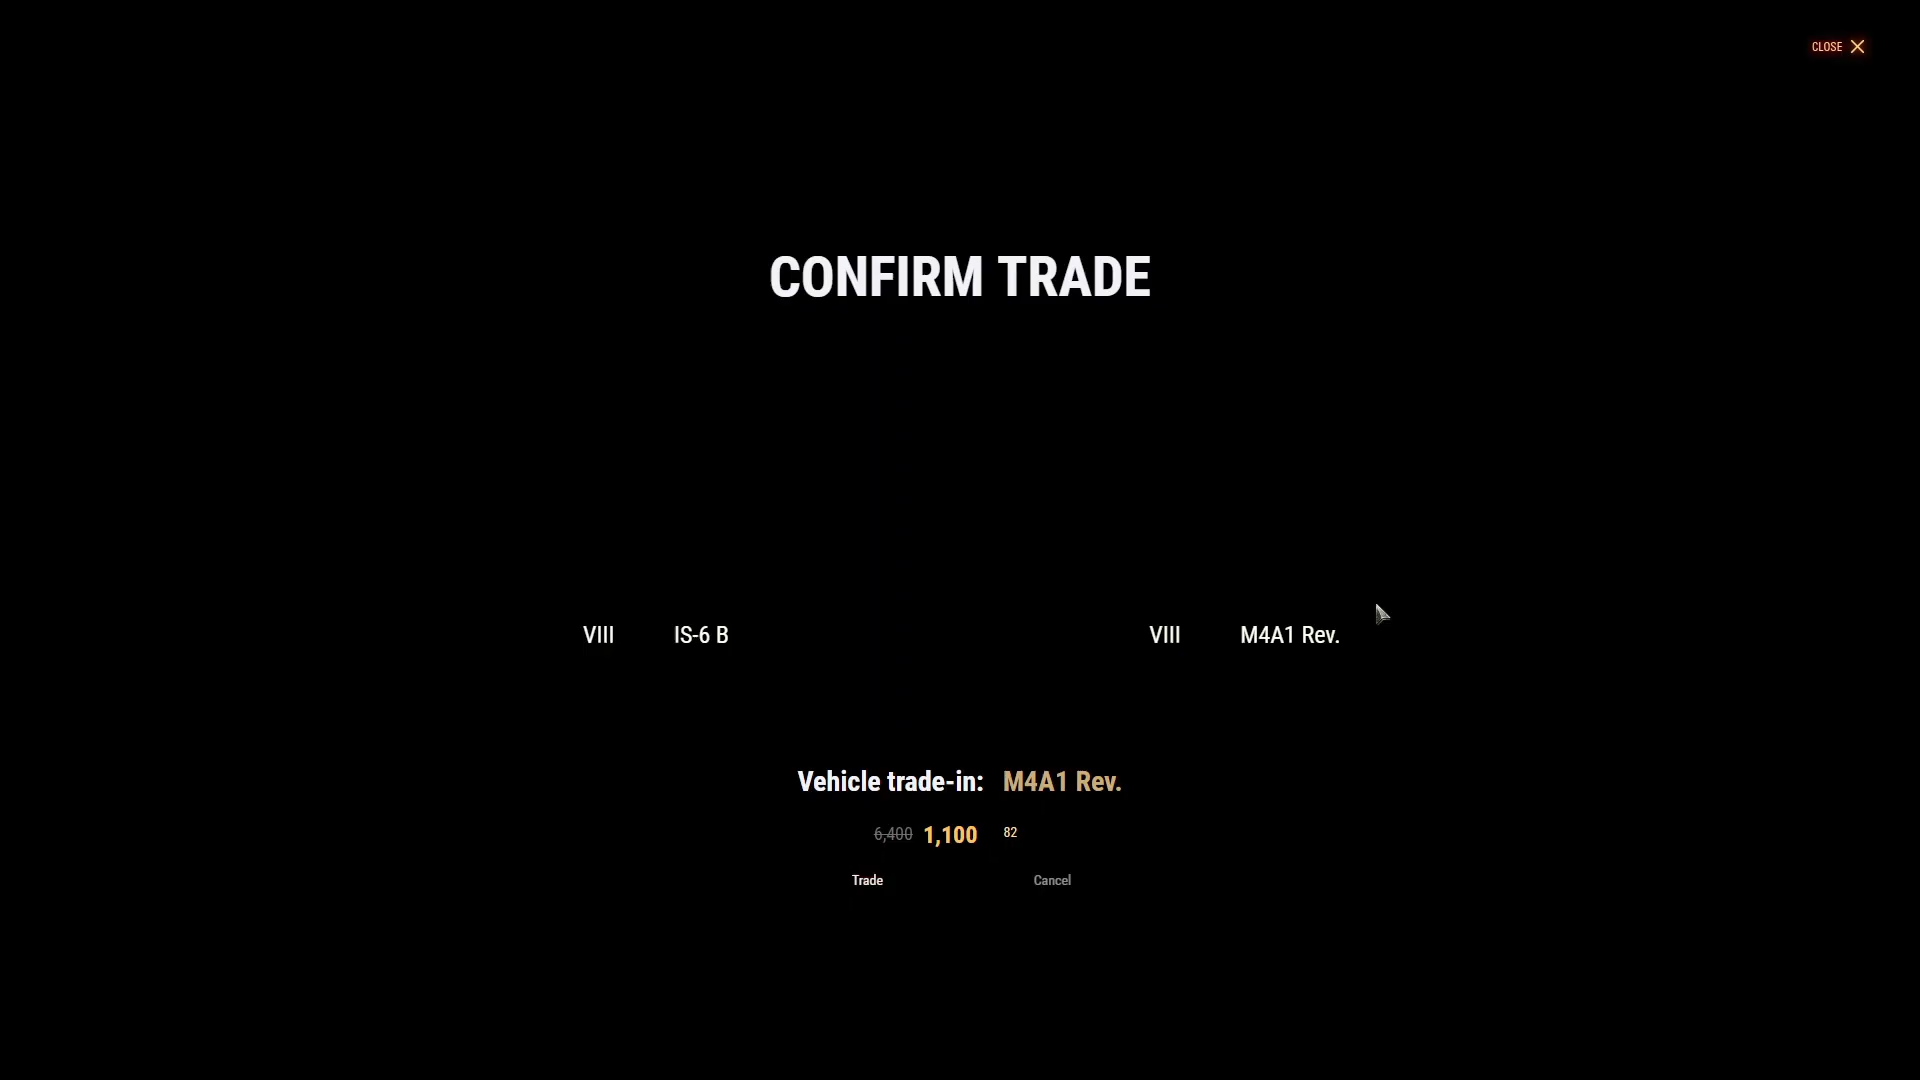 CLOSE
CONFIRM TRADE
VIII IS-6 B VIII M4A1 Rev.
Vehicle trade-in: M4A1 Rev.
6,400 1,100 82
Trade Cancel